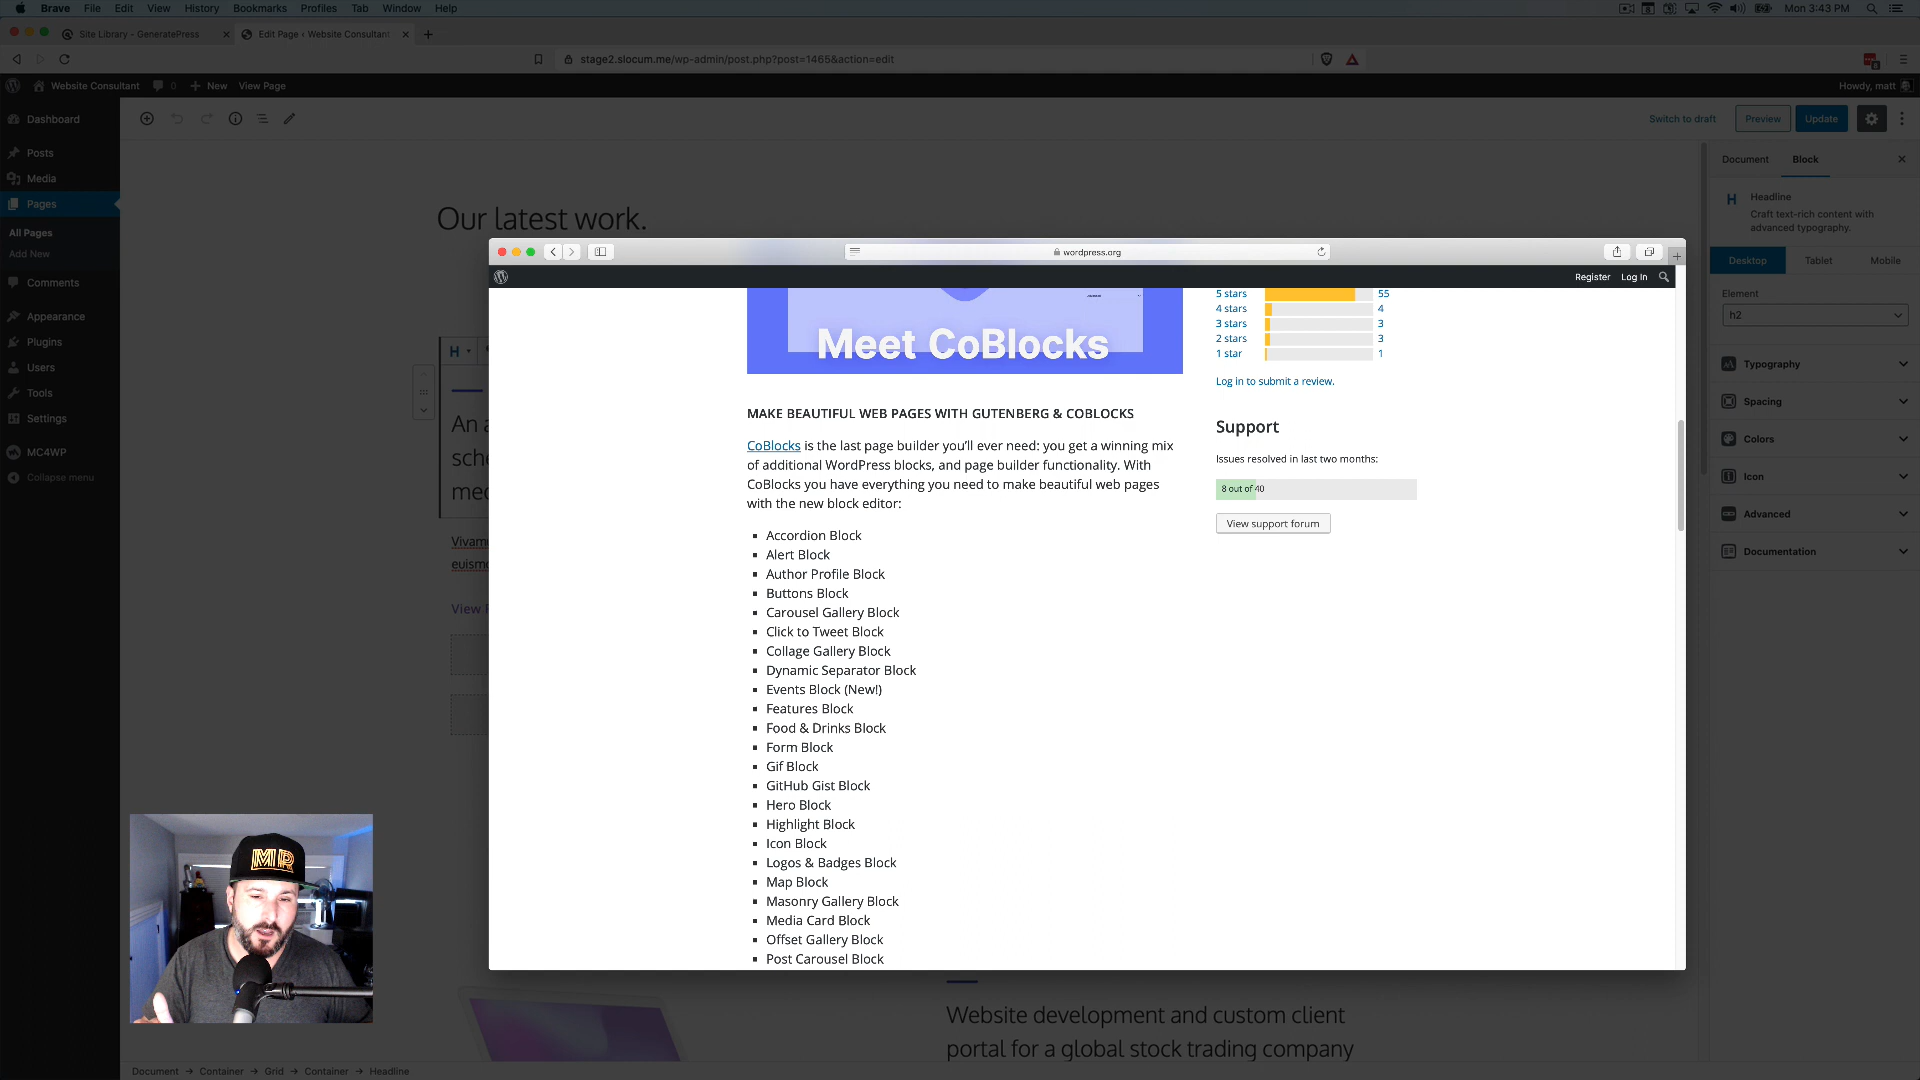 Brave File Edit View History Bookmarks Profiles Tab Window Help
Mon 3:43 PM
Site Library - GeneratePress
Edit Page ‹ Website Consultant
stage2.slocum.me/wp-admin/post.php?post=1465&action=edit
Website Consultant 0 New View Page
Howdy, matt
Dashboard
Posts
Media
Pages
All Pages
Add New
Comments
Appearance
Plugins
Users
Tools
Settings
MC4WP
Collapse menu
Switch to draft Preview Update
Our latest work.
H
An a
sche
med
Vivam
euismo
View
Document Block
Headline
Craft text-rich content with
advanced typography.
Desktop Tablet Mobile
Element
h2
Typography
Spacing
Colors
Icon
Advanced
Documentation
wordpress.org
Register Log In
Meet CoBlocks
5 stars 55
4 stars 4
3 stars 3
2 stars 3
1 star 1
Log in to submit a review.
Support
Issues resolved in last two months:
8 out of 40
View support forum
MAKE BEAUTIFUL WEB PAGES WITH GUTENBERG & COBLOCKS
CoBlocks is the last page builder you’ll ever need: you get a winning mix
of additional WordPress blocks, and page builder functionality. With
CoBlocks you have everything you need to make beautiful web pages
with the new block editor:
Accordion Block
Alert Block
Author Profile Block
Buttons Block
Carousel Gallery Block
Click to Tweet Block
Collage Gallery Block
Dynamic Separator Block
Events Block (New!)
Features Block
Food & Drinks Block
Form Block
Gif Block
GitHub Gist Block
Hero Block
Highlight Block
Icon Block
Logos & Badges Block
Map Block
Masonry Gallery Block
Media Card Block
Offset Gallery Block
Post Carousel Block
MR
Website development and custom client
portal for a global stock trading company
Document → Container → Grid → Container → Headline